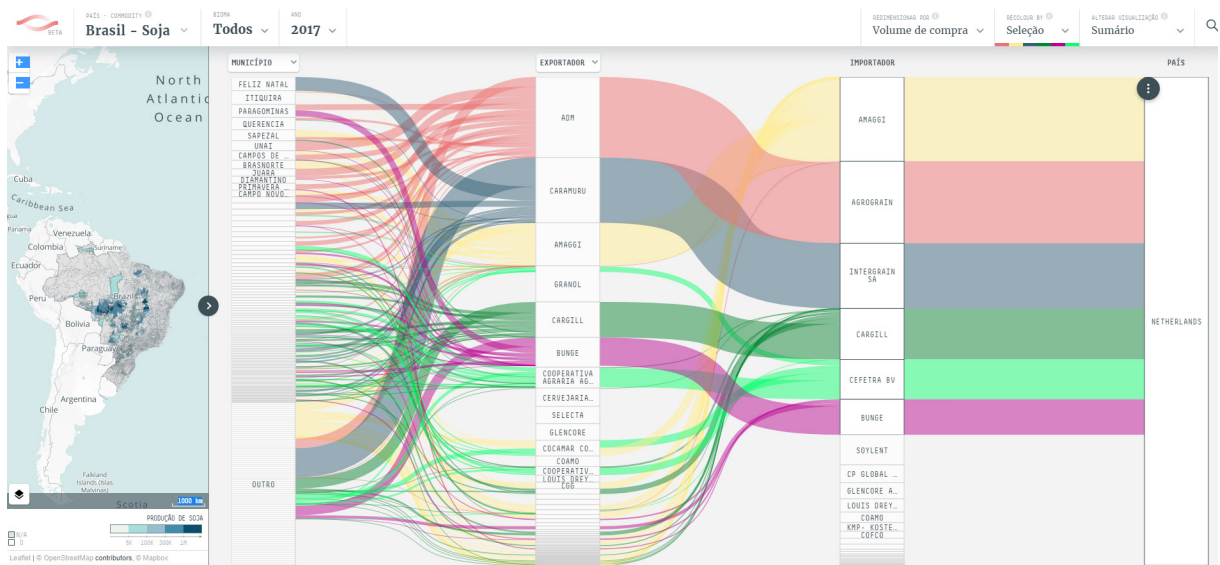 BETA
PAÍS - COMMODITY
Brasil - Soja
BIOMA
Todos
ANO
2017
REDIMENSIONAR POR
Volume de compra
RECOLOUR BY
Seleção
ALTERAR VISUALIZAÇÃO
Sumário
+
−
North
Atlantic
Ocean
Cuba
Caribbean Sea
Panama
Venezuela
Suriname
Colombia
Ecuador
Peru
Brazil
Bolivia
Paraguay
Argentina
Chile
Falkland
Islands (Islas
Malvinas)
Scotia
1000 km
PRODUÇÃO DE SOJA
N/A
0
5K 100K 300K 1M
Leaflet | © OpenStreetMap contributors, © Mapbox
MUNICÍPIO
FELIZ NATAL
ITIQUIRA
PARAGOMINAS
QUERENCIA
SAPEZAL
UNAI
CAMPOS DE …
BRASNORTE
JUARA
DIAMANTINO
PRIMAVERA …
CAMPO NOVO…
OUTRO
EXPORTADOR
ADM
CARAMURU
AMAGGI
GRANOL
CARGILL
BUNGE
COOPERATIVA
AGRARIA AG…
CERVEJARIA…
SELECTA
GLENCORE
COCAMAR CO…
COAMO
COOPERATIV…
LOUIS DREY…
CGG
IMPORTADOR
AMAGGI
AGROGRAIN
INTERGRAIN
SA
CARGILL
CEFETRA BV
BUNGE
SOYLENT
CP GLOBAL …
GLENCORE A…
LOUIS DREY…
COAMO
KMP- KOSTE…
COFCO
PAÍS
NETHERLANDS